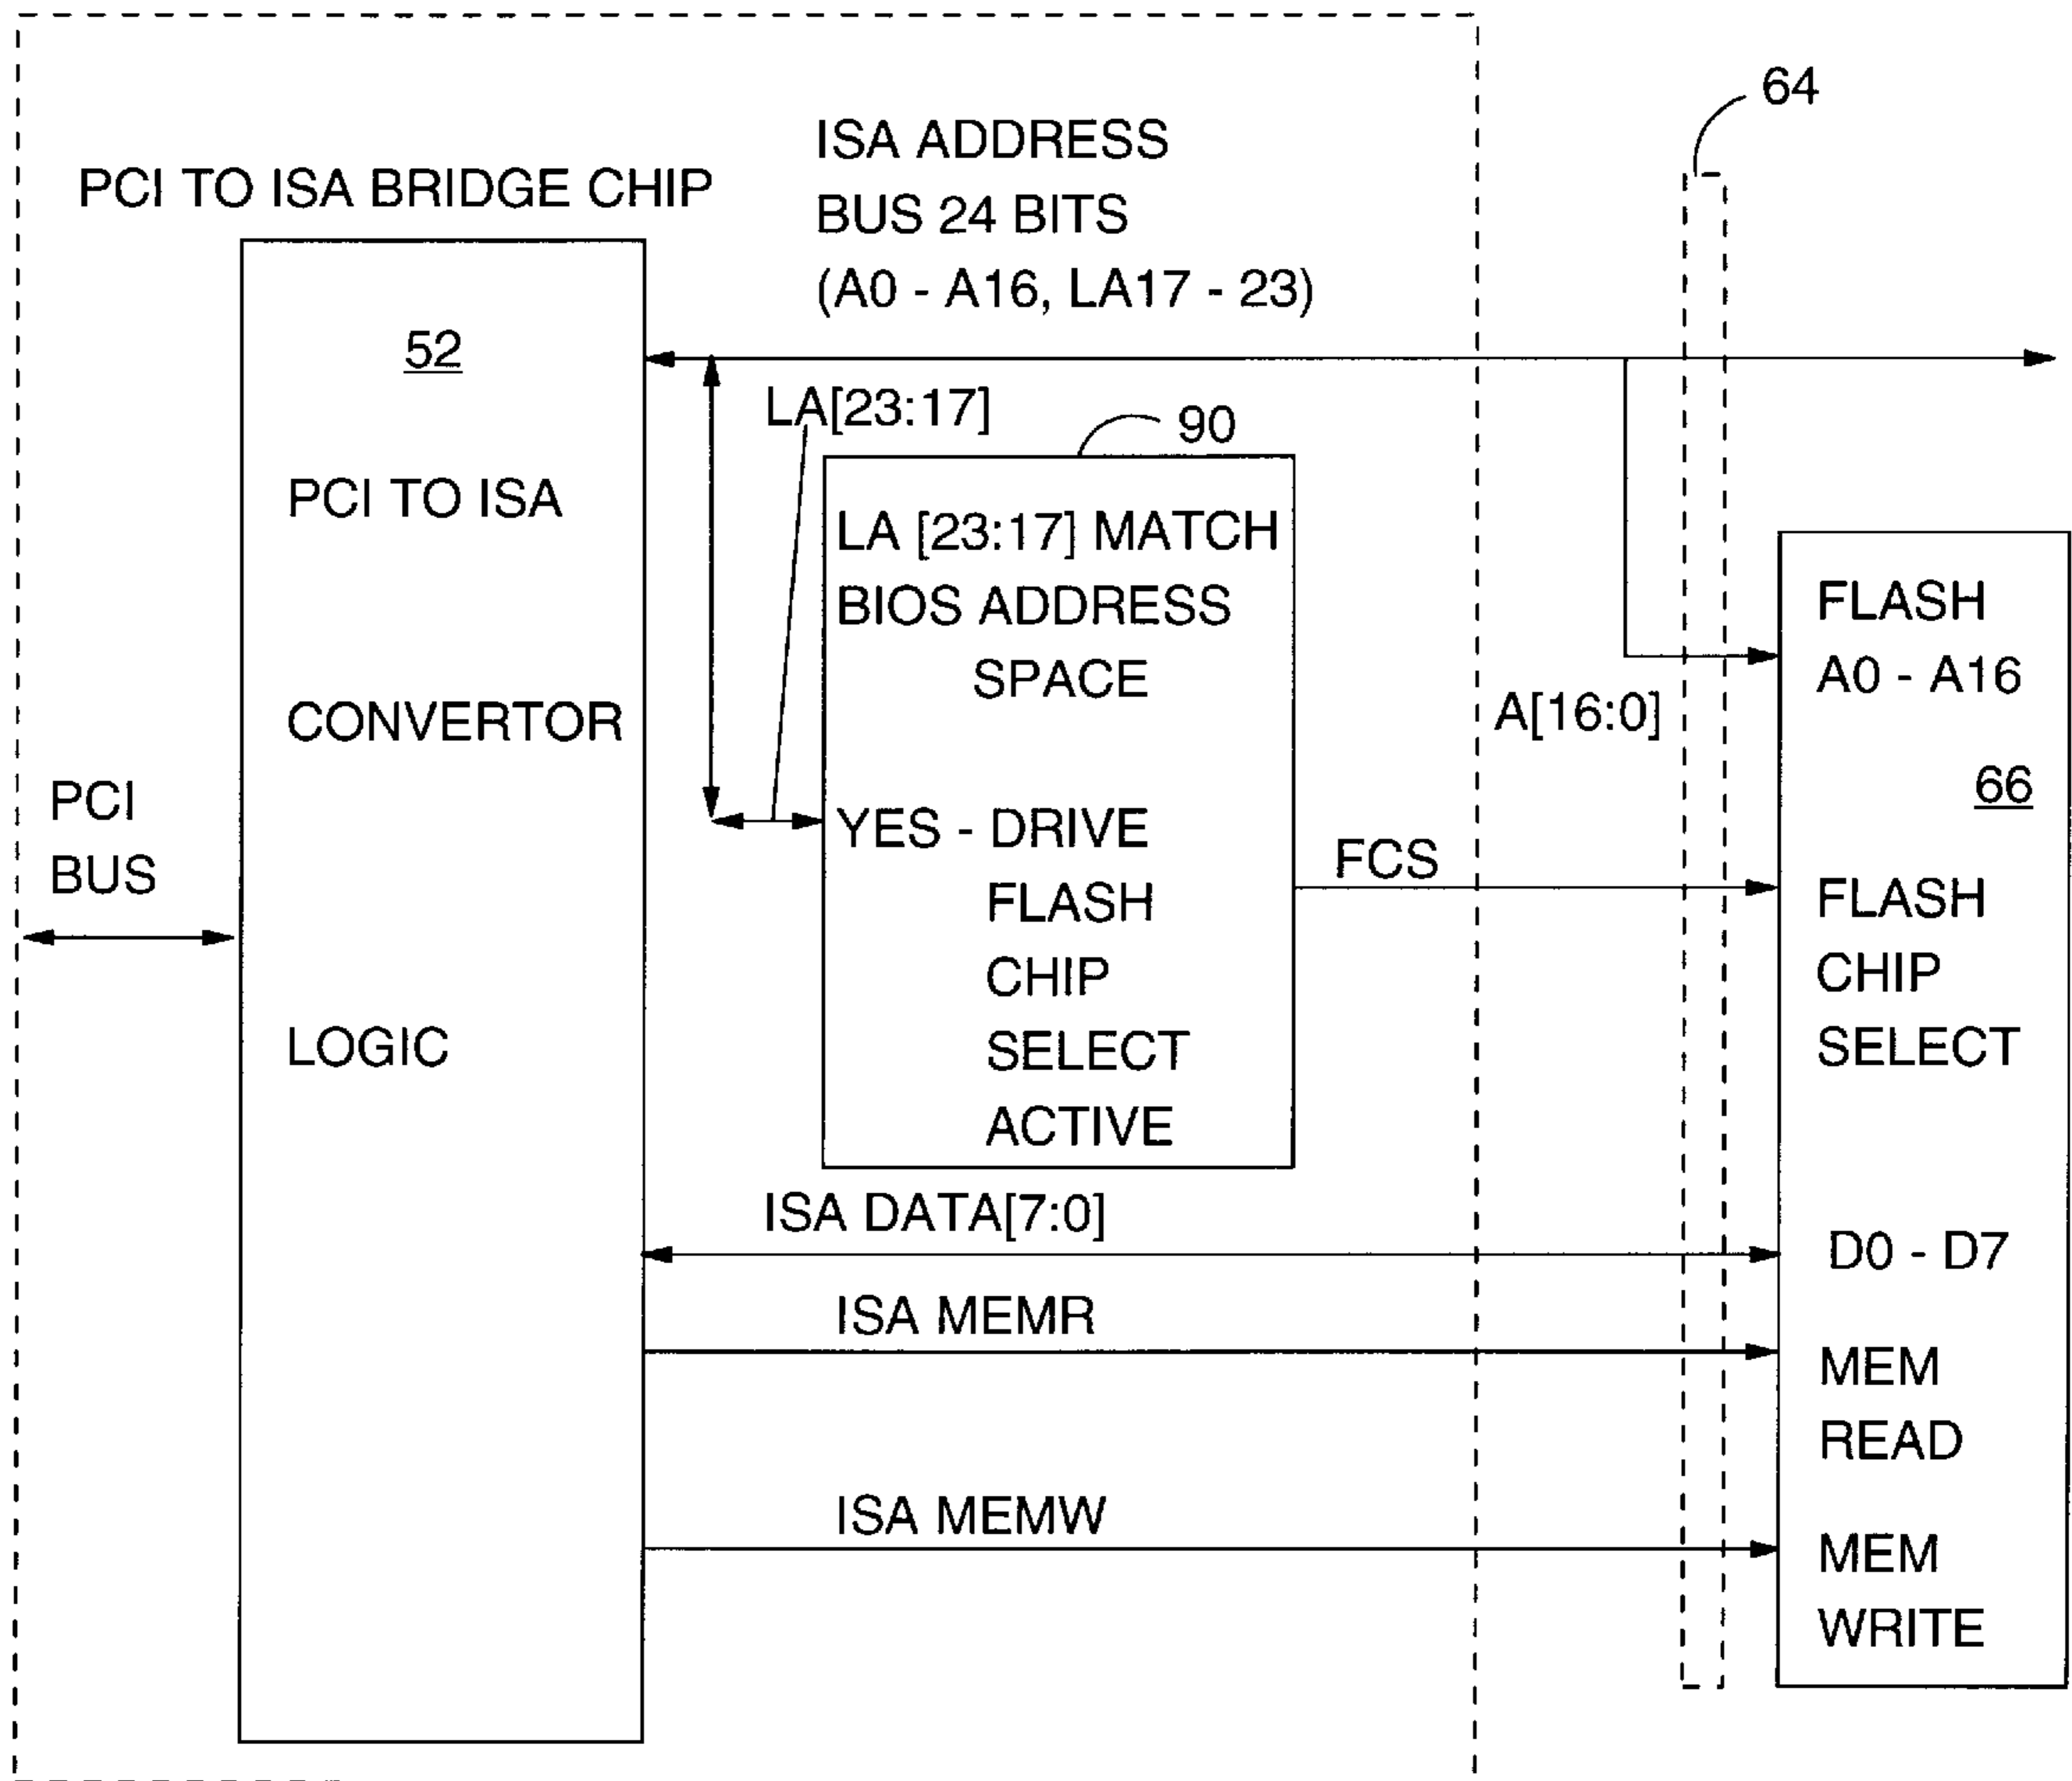 PCI TO ISA BRIDGE CHIP
ISA ADDRESS
BUS 24 BITS
(A0 - A16, LA17 - 23)
64
52
PCI TO ISA
CONVERTOR
LOGIC
PCI
BUS
LA[23:17]
90
LA [23:17] MATCH
BIOS ADDRESS
SPACE
YES - DRIVE
FLASH
CHIP
SELECT
ACTIVE
FCS
A[16:0]
FLASH
A0 - A16
66
FLASH
CHIP
SELECT
D0 - D7
MEM
READ
MEM
WRITE
ISA DATA[7:0]
ISA MEMR
ISA MEMW